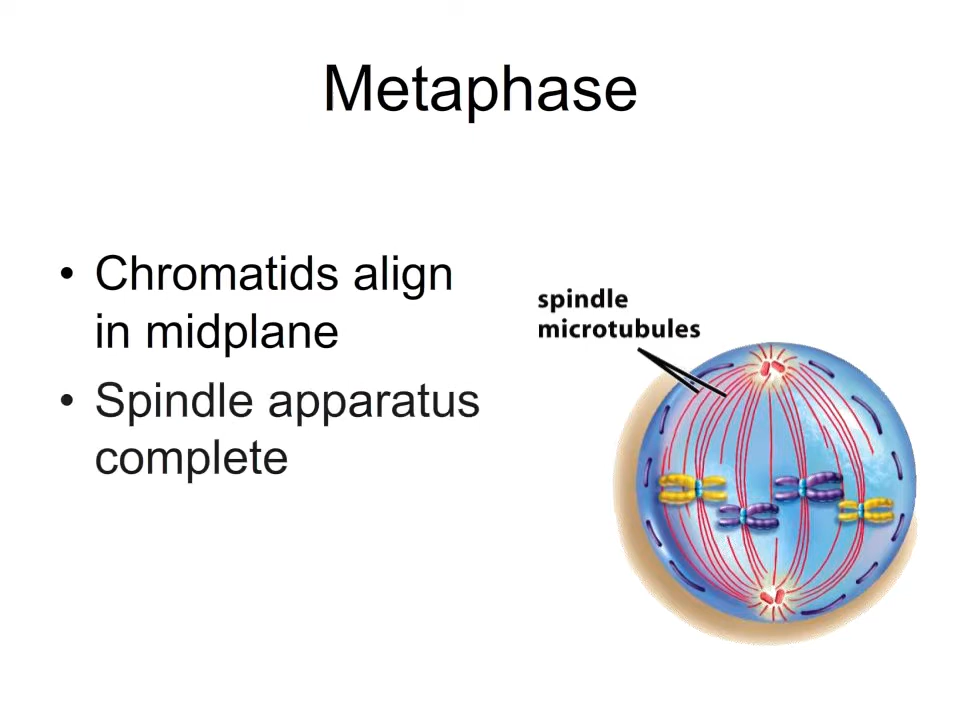 Metaphase
• Chromatids align
in midplane
• Spindle apparatus
complete
spindle
microtubules